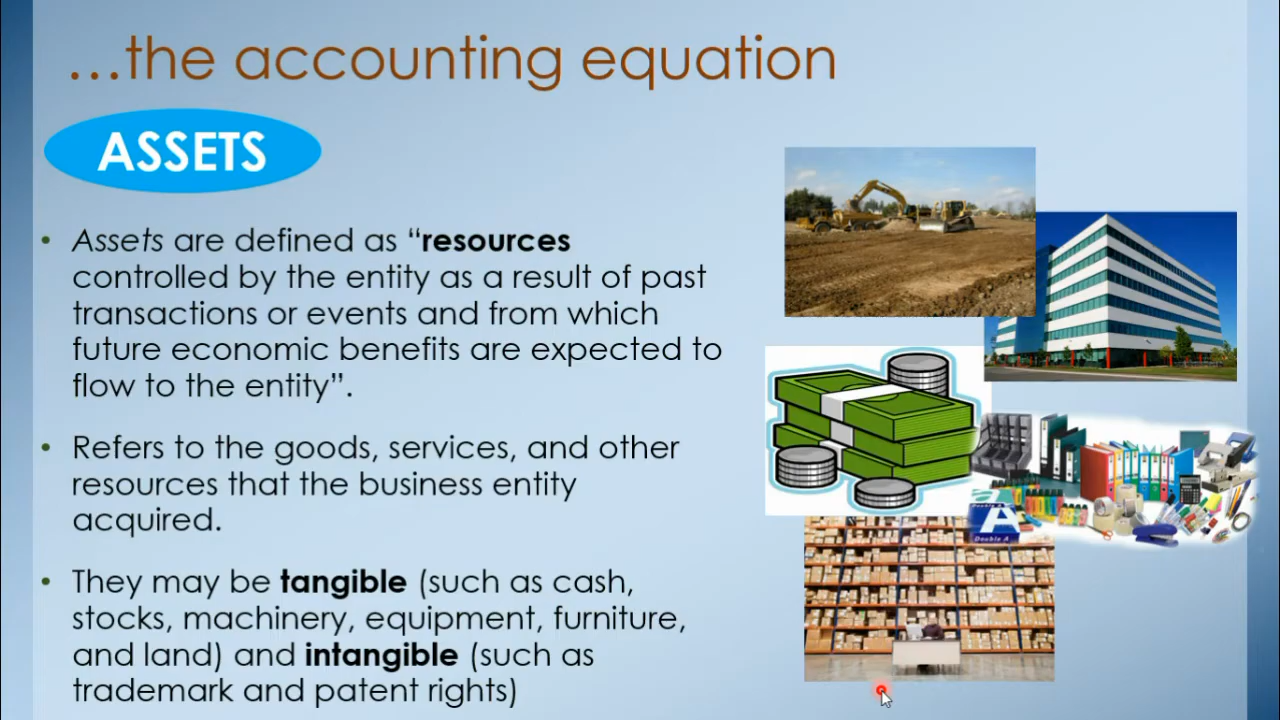 …the accounting equation
ASSETS
• Assets are defined as “resources
controlled by the entity as a result of past
transactions or events and from which
future economic benefits are expected to
flow to the entity”.
• Refers to the goods, services, and other
resources that the business entity
acquired.
• They may be tangible (such as cash,
stocks, machinery, equipment, furniture,
and land) and intangible (such as
trademark and patent rights)
Double A
A
Double A